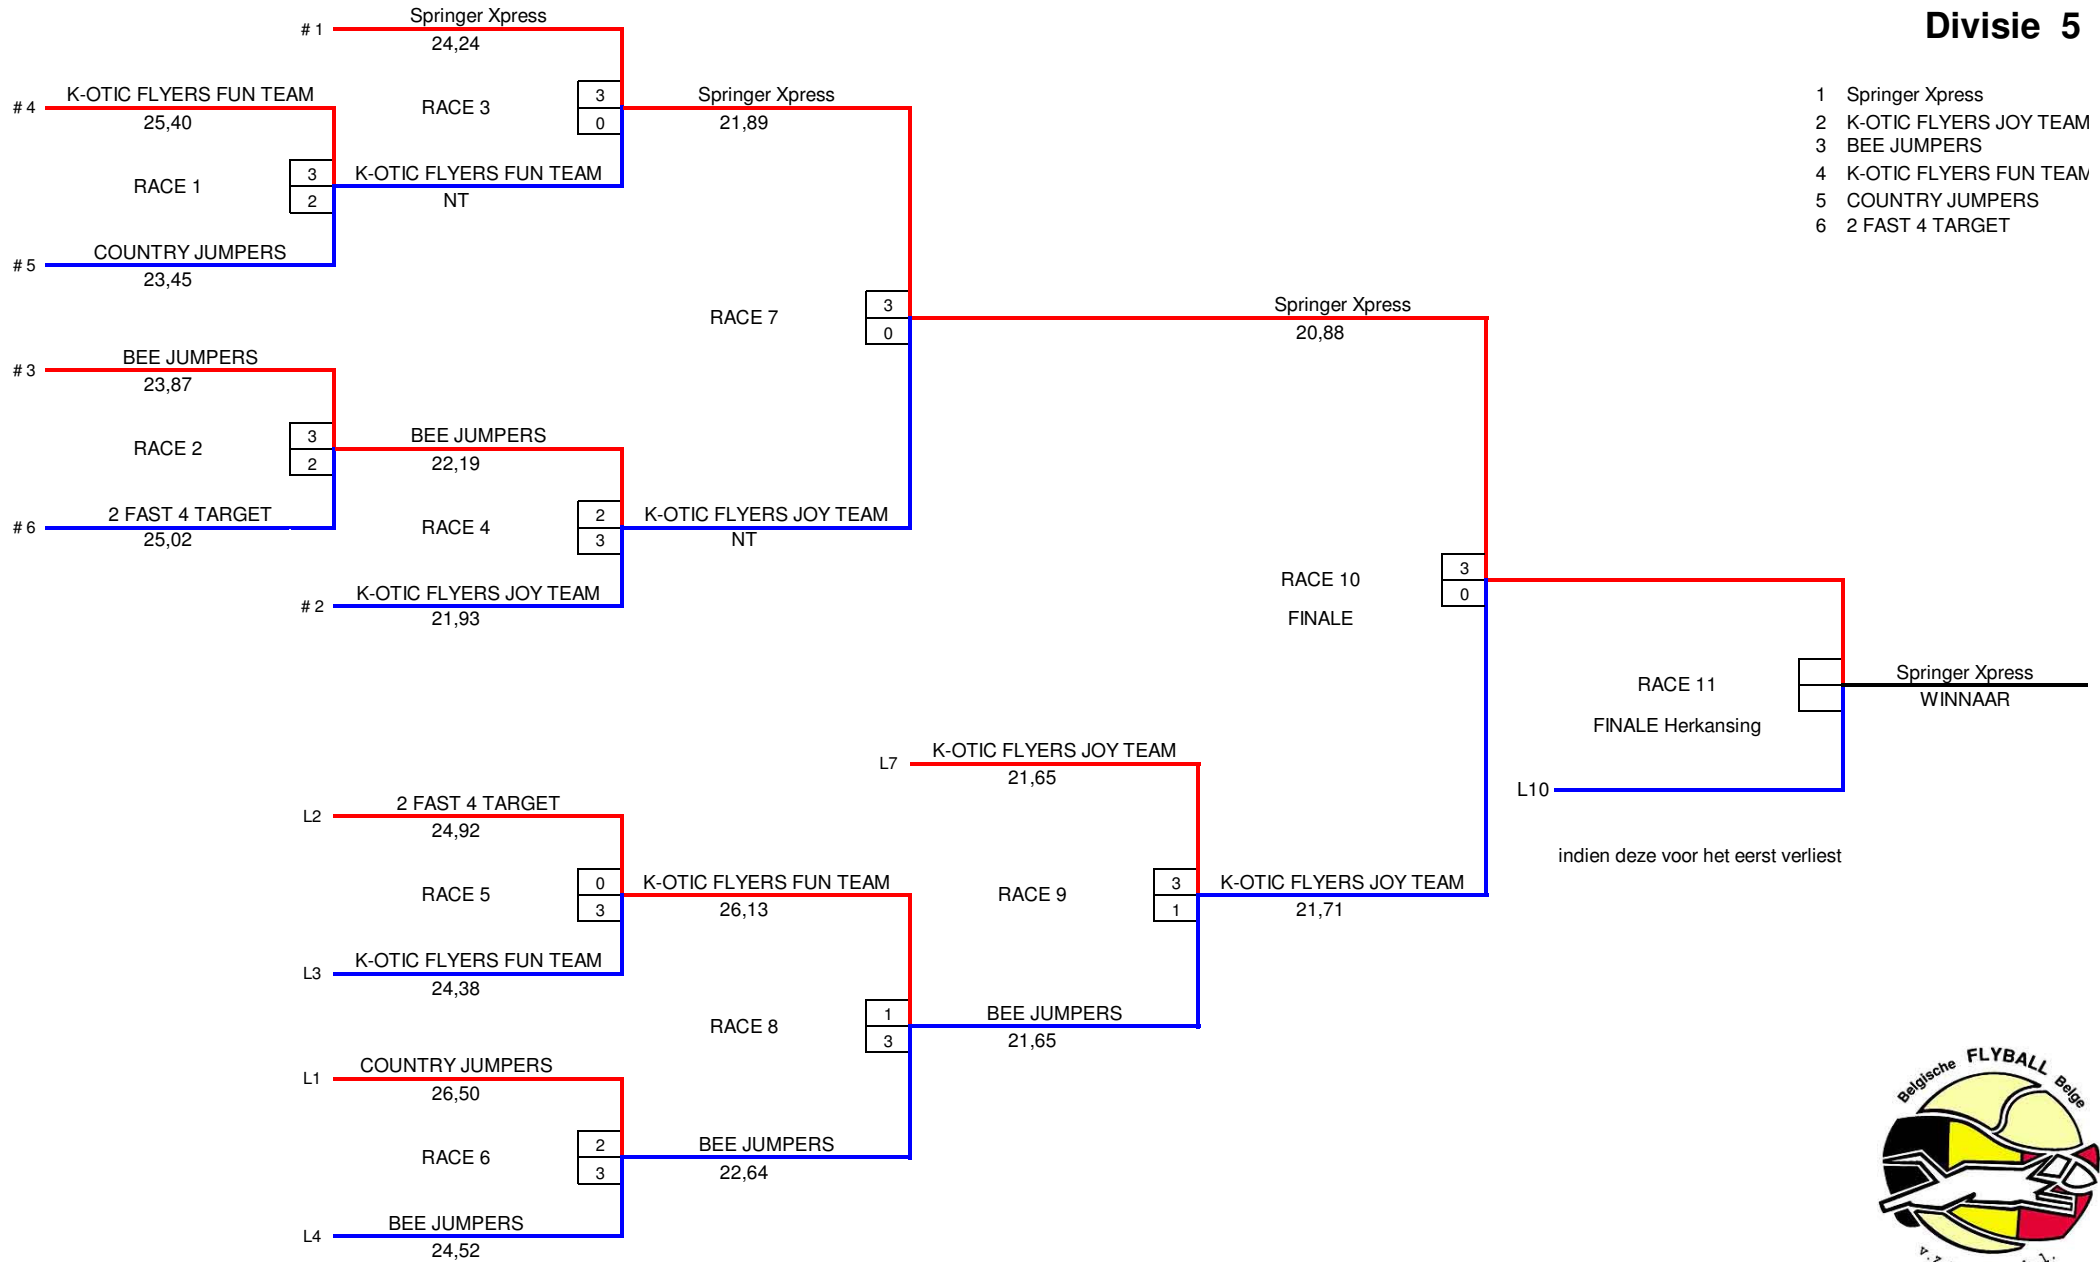 Divisie 5
1 Springer Xpress
2 K-OTIC FLYERS JOY TEAM
3 BEE JUMPERS
4 K-OTIC FLYERS FUN TEAM
5 COUNTRY JUMPERS
6 2 FAST 4 TARGET
# 1 Springer Xpress
24,24
# 4 K-OTIC FLYERS FUN TEAM
25,40
RACE 3
3
0
Springer Xpress
21,89
RACE 1
3
2
K-OTIC FLYERS FUN TEAM
NT
# 5 COUNTRY JUMPERS
23,45
RACE 7
3
0
Springer Xpress
20,88
# 3 BEE JUMPERS
23,87
RACE 2
3
2
BEE JUMPERS
22,19
# 6 2 FAST 4 TARGET
25,02
RACE 4
2
3
K-OTIC FLYERS JOY TEAM
NT
# 2 K-OTIC FLYERS JOY TEAM
21,93
RACE 10
FINALE
3
0
RACE 11
FINALE Herkansing
Springer Xpress
WINNAAR
L10
indien deze voor het eerst verliest
L7 K-OTIC FLYERS JOY TEAM
21,65
L2 2 FAST 4 TARGET
24,92
RACE 5
0
3
K-OTIC FLYERS FUN TEAM
26,13
RACE 9
3
1
K-OTIC FLYERS JOY TEAM
21,71
L3 K-OTIC FLYERS FUN TEAM
24,38
RACE 8
1
3
BEE JUMPERS
21,65
L1 COUNTRY JUMPERS
26,50
RACE 6
2
3
BEE JUMPERS
22,64
L4 BEE JUMPERS
24,52
Belgische FLYBALL Belge